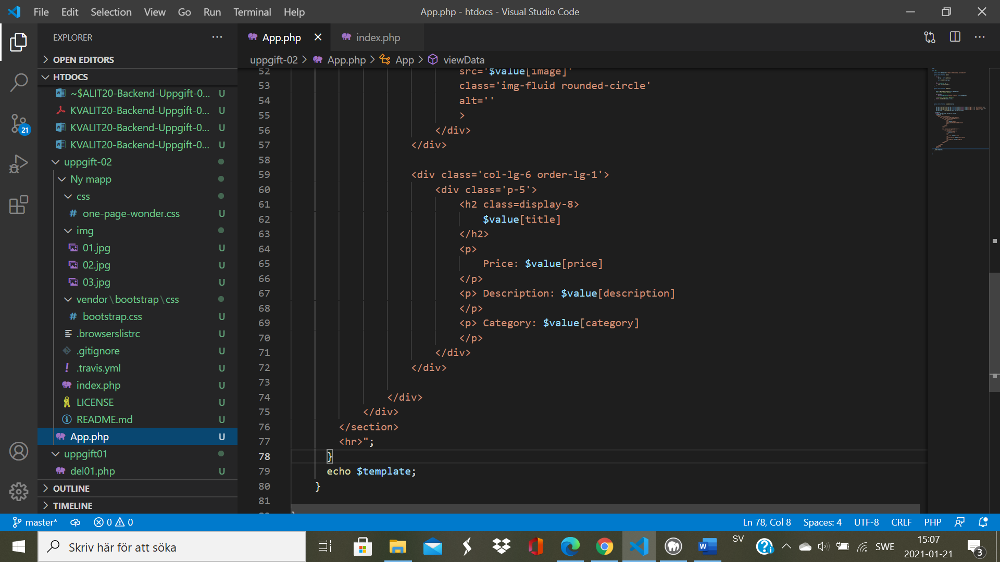 File Edit Selection View Go Run Terminal Help
App.php - htdocs - Visual Studio Code
EXPLORER
OPEN EDITORS
HTDOCS
~$ALIT20-Backend-Uppgift-0... U
KVALIT20-Backend-Uppgift-0... U
KVALIT20-Backend-Uppgift-0... U
KVALIT20-Backend-Uppgift-0... U
uppgift-02
Ny mapp
css
# one-page-wonder.css U
img
01.jpg U
02.jpg U
03.jpg U
vendor\bootstrap\css
# bootstrap.css U
.browserslistrc U
.gitignore U
! .travis.yml U
index.php U
LICENSE U
README.md U
App.php U
uppgift01
del01.php U
OUTLINE
TIMELINE
21
App.php index.php
uppgift-02 > App.php > App > viewData
52 src='$value[image]'
53 class='img-fluid rounded-circle'
54 alt=''
55 >
56 </div>
57 </div>
58
59 <div class='col-lg-6 order-lg-1'>
60 <div class='p-5'>
61 <h2 class=display-8>
62 $value[title]
63 </h2>
64 <p>
65 Price: $value[price]
66 </p>
67 <p> Description: $value[description]
68 </p>
69 <p> Category: $value[category]
70 </p>
71 </div>
72 </div>
73
74 </div>
75 </div>
76 </section>
77 <hr>";
78 }
79 echo $template;
80 }
81
master* 0 0 Ln 78, Col 8 Spaces: 4 UTF-8 CRLF PHP
Skriv här för att söka
SV
SWE
15:07
2021-01-21
3